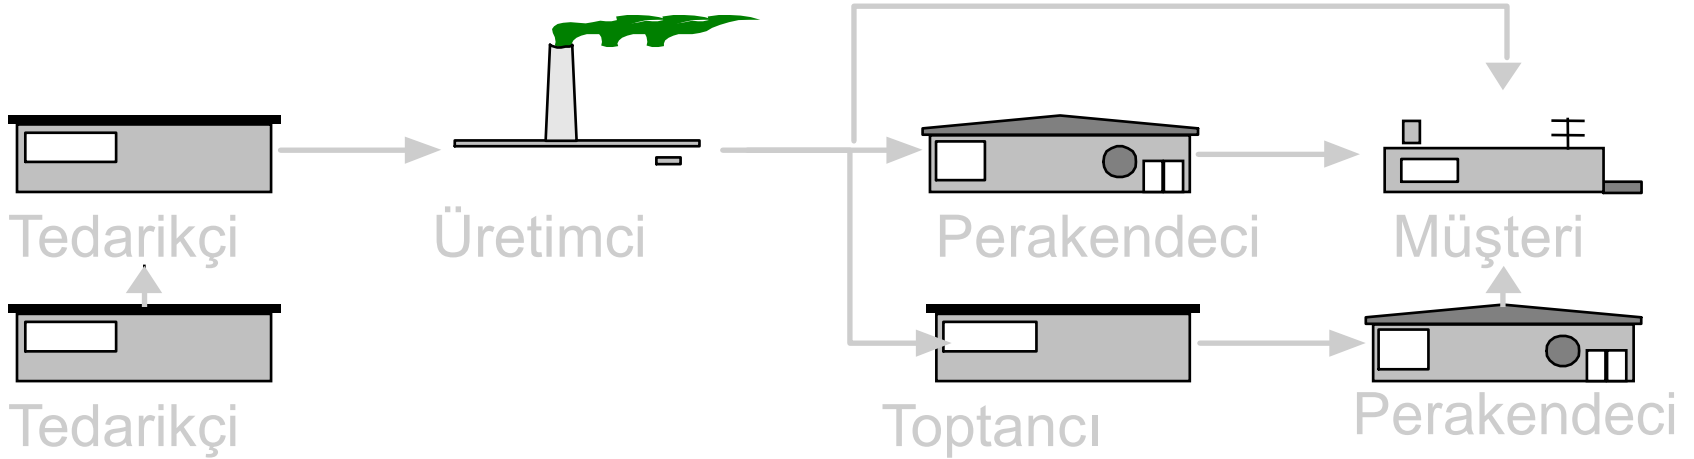 Tedarikçi
Üretimci
Perakendeci
Müşteri
Tedarikçi
Toptancı
Perakendeci